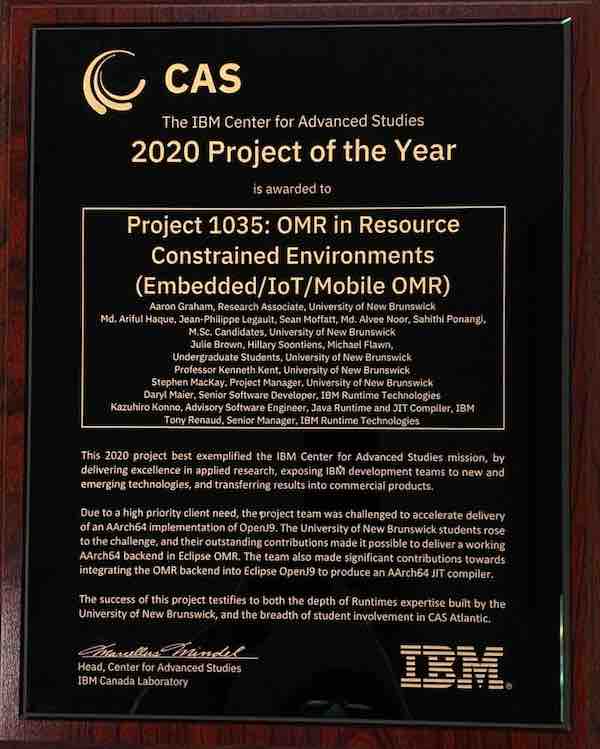 CAS
The IBM Center for Advanced Studies
2020 Project of the Year
is awarded to
Project 1035: OMR in Resource
Constrained Environments
(Embedded/IoT/Mobile OMR)
Aaron Graham, Research Associate, University of New Brunswick
Md. Ariful Haque, Jean-Philippe Legault, Sean Moffatt, Md. Alvee Noor, Sahithi Ponangi,
M.Sc. Candidates, University of New Brunswick
Julie Brown, Hillary Soontiens, Michael Flawn,
Undergraduate Students, University of New Brunswick
Professor Kenneth Kent, University of New Brunswick
Stephen MacKay, Project Manager, University of New Brunswick
Daryl Maier, Senior Software Developer, IBM Runtime Technologies
Kazuhiro Konno, Advisory Software Engineer, Java Runtime and JIT Compiler, IBM
Tony Renaud, Senior Manager, IBM Runtime Technologies
This 2020 project best exemplified the IBM Center for Advanced Studies mission, by
delivering excellence in applied research, exposing IBM development teams to new and
emerging technologies, and transferring results into commercial products.
Due to a high priority client need, the project team was challenged to accelerate delivery
of an AArch64 implementation of OpenJ9. The University of New Brunswick students rose
to the challenge, and their outstanding contributions made it possible to deliver a working
AArch64 backend in Eclipse OMR. The team also made significant contributions towards
integrating the OMR backend into Eclipse OpenJ9 to produce an AArch64 JIT compiler.
The success of this project testifies to both the depth of Runtimes expertise built by the
University of New Brunswick, and the breadth of student involvement in CAS Atlantic.
Marcellus Mindel
Head, Center for Advanced Studies
IBM Canada Laboratory
IBM®